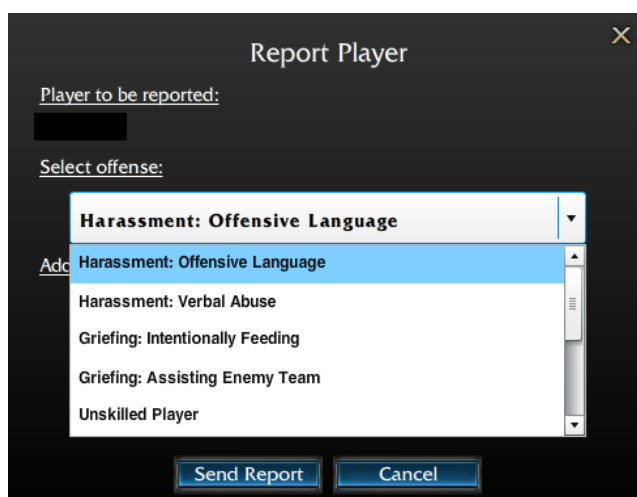 Report Player
Player to be reported:
Select offense:
Harassment: Offensive Language
Add
Harassment: Offensive Language
Harassment: Verbal Abuse
Griefing: Intentionally Feeding
Griefing: Assisting Enemy Team
Unskilled Player
Send Report
Cancel